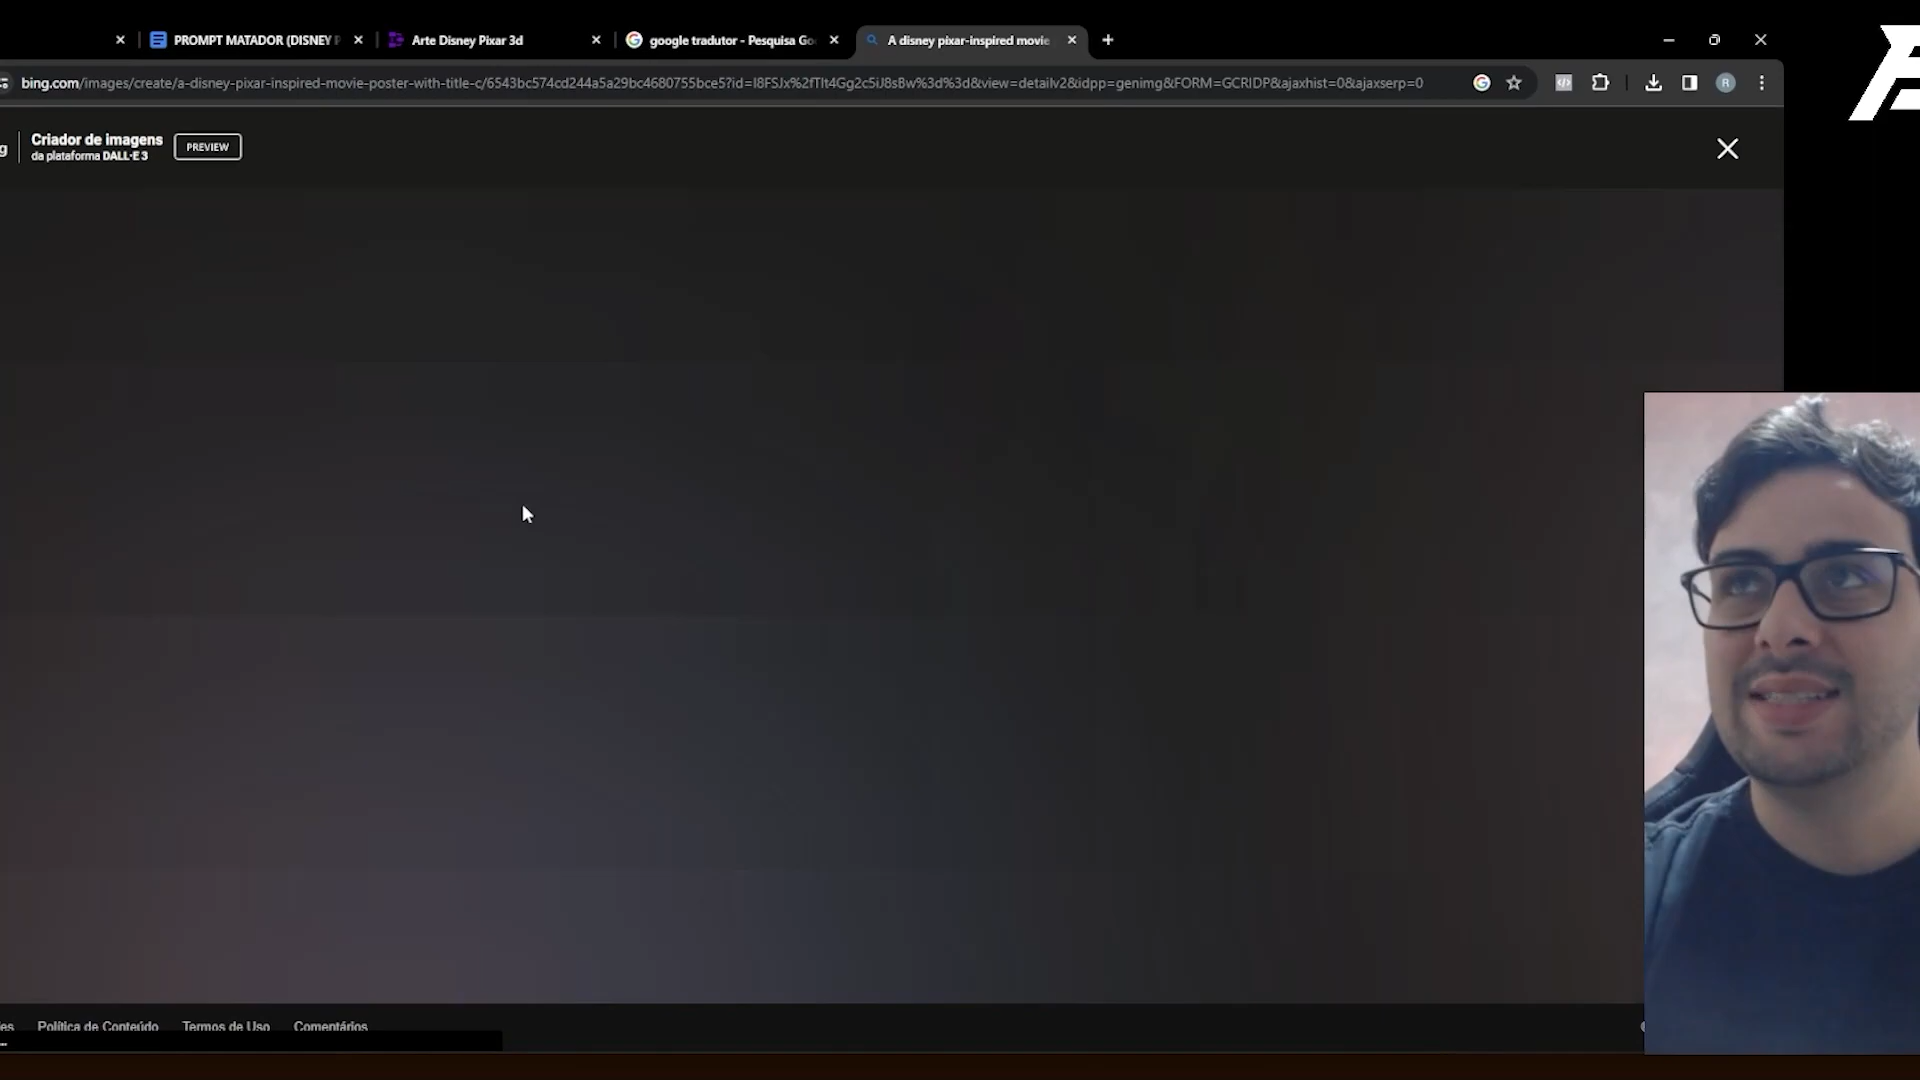 PROMPT MATADOR (DISNEY P
Arte Disney Pixar 3d
google tradutor - Pesquisa Go
A disney pixar-inspired movie
bing.com/images/create/a-disney-pixar-inspired-movie-poster-with-title-c/6543bc574cd244a5a29bc4680755bce5?id=I8FSJx%2fTIt4Gg2c5iJ8sBw%3d%3d&view=detailv2&idpp=genimg&FORM=GCRIDP&ajaxhist=0&ajaxserp=0
R
g
Criador de imagens
PREVIEW
da plataforma DALL·E 3
es Política de Conteúdo Termos de Uso Comentários